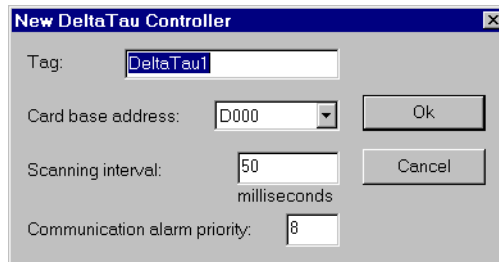 New DeltaTau Controller
Tag: DeltaTau1
Card base address: D000 Ok
Scanning interval: 50 Cancel
milliseconds
Communication alarm priority: 8